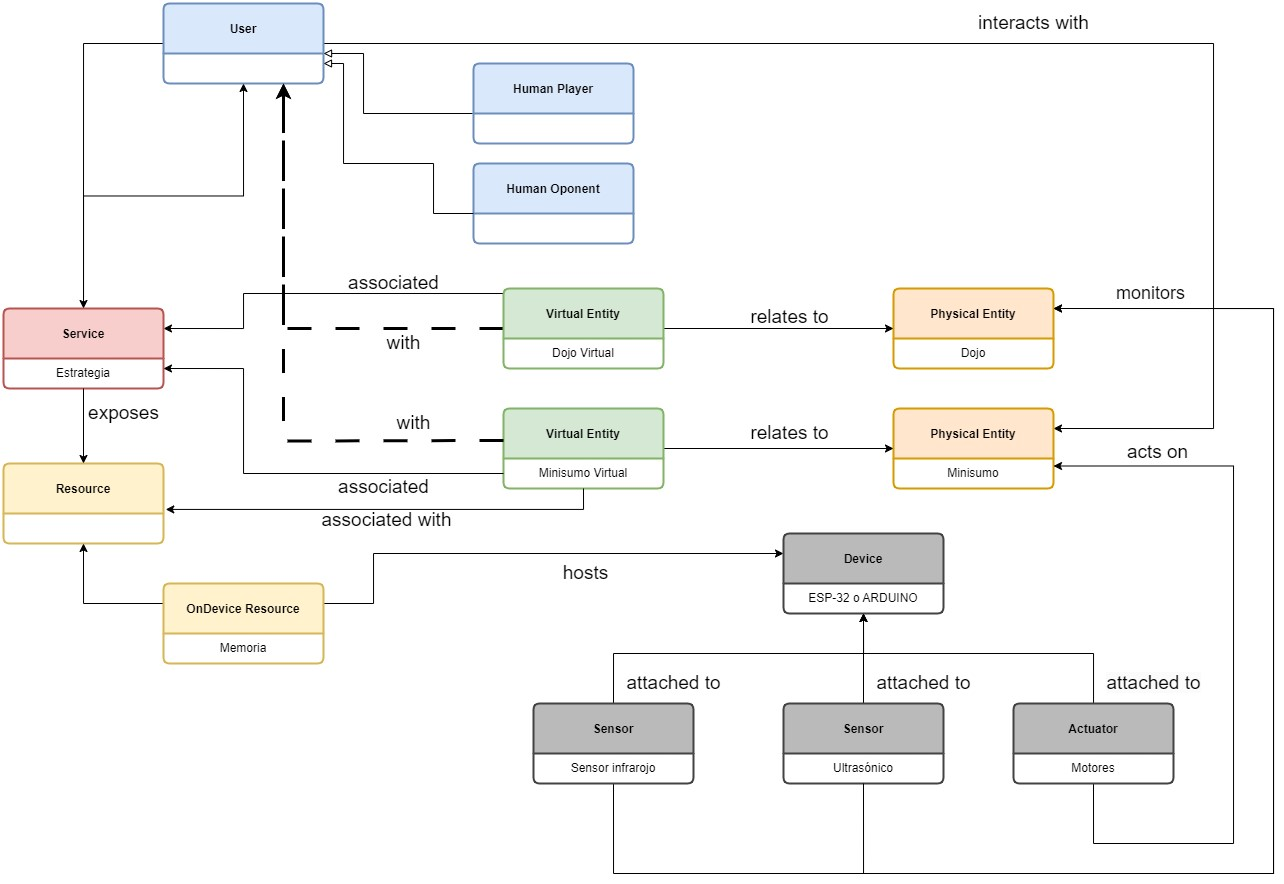 User
interacts with
Human Player
Human Oponent
associated
with
Virtual Entity
Dojo Virtual
relates to
Physical Entity
Dojo
monitors
Service
Estrategia
exposes
with
Virtual Entity
Minisumo Virtual
relates to
Physical Entity
Minisumo
acts on
associated
associated with
Resource
hosts
Device
ESP-32 o ARDUINO
OnDevice Resource
Memoria
attached to
attached to
attached to
Sensor
Sensor infrarojo
Sensor
Ultrasónico
Actuator
Motores